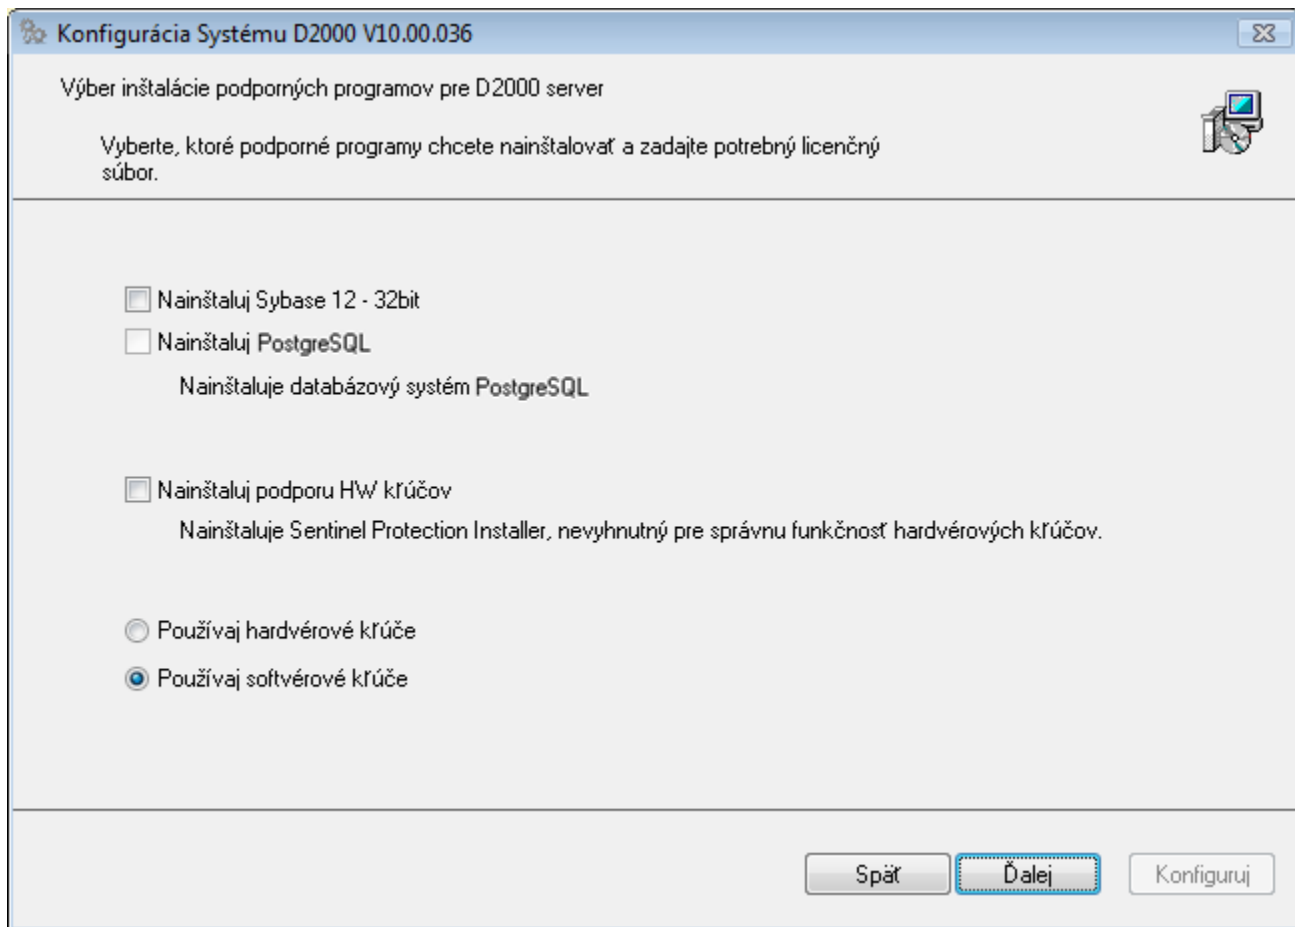 Konfigurácia Systému D2000 V10.00.036
Výber inštalácie podporných programov pre D2000 server
Vyberte, ktoré podporné programy chcete nainštalovať a zadajte potrebný licenčný
súbor.
Nainštaluj Sybase 12 - 32bit
Nainštaluj PostgreSQL
Nainštaluje databázový systém PostgreSQL
Nainštaluj podporu HW kľúčov
Nainštaluje Sentinel Protection Installer, nevyhnutný pre správnu funkčnosť hardvérových kľúčov.
Používaj hardvérové kľúče
Používaj softvérové kľúče
Späť
Ďalej
Konfiguruj